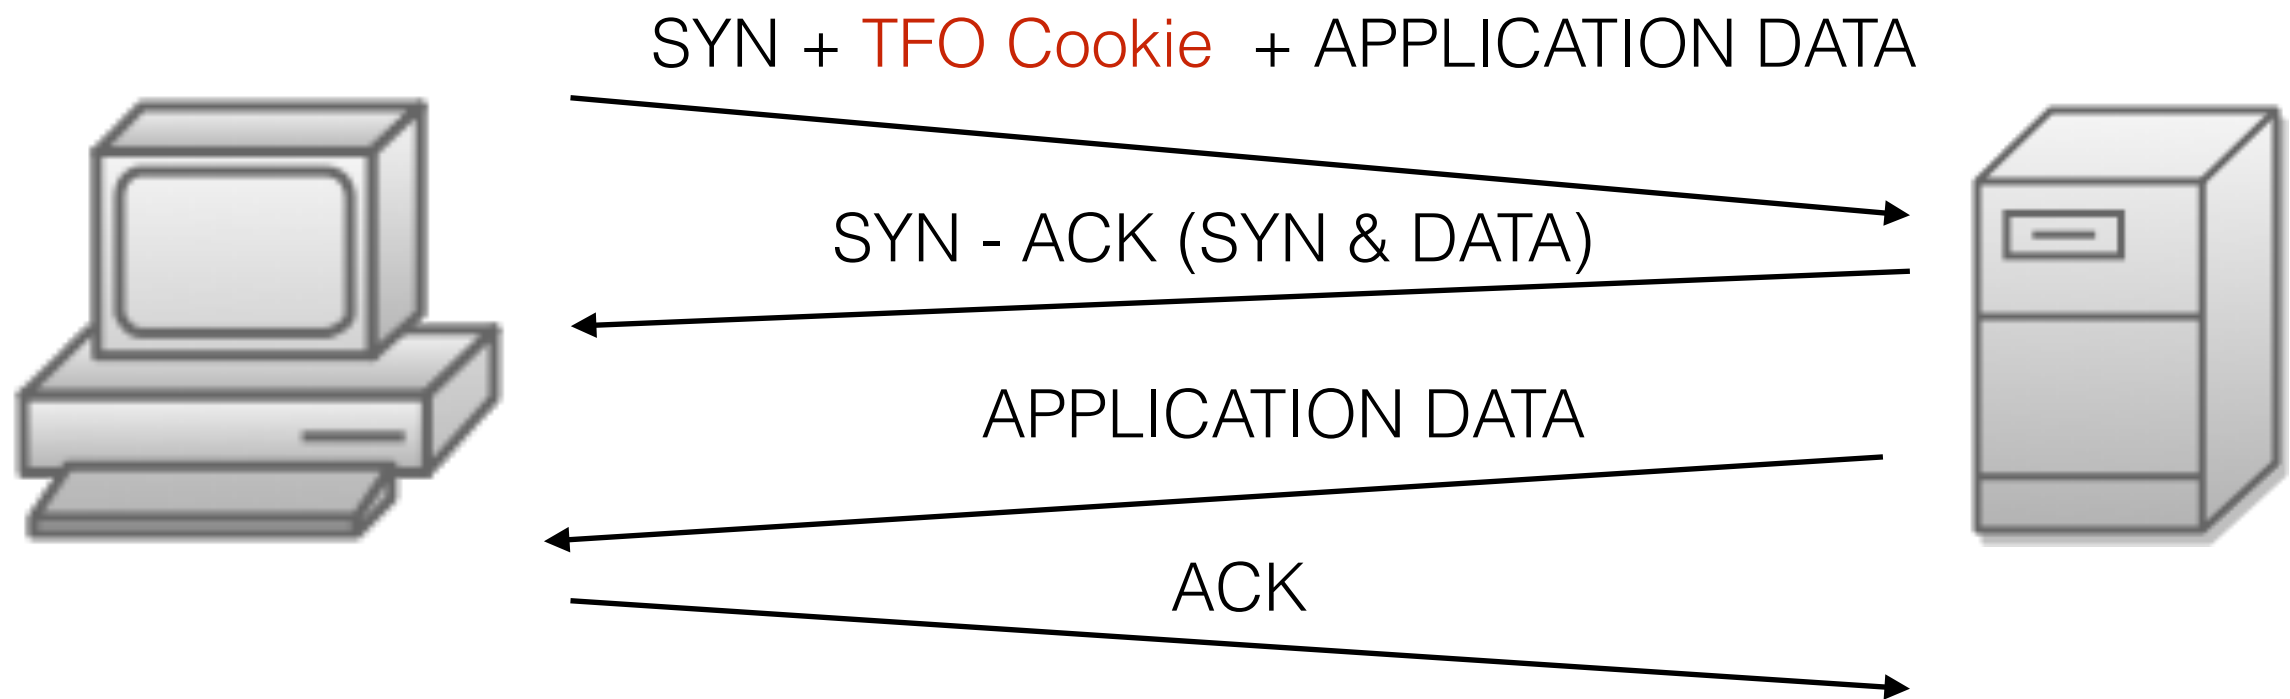 SYN + TFO Cookie + APPLICATION DATA
SYN - ACK (SYN & DATA)
APPLICATION DATA
ACK